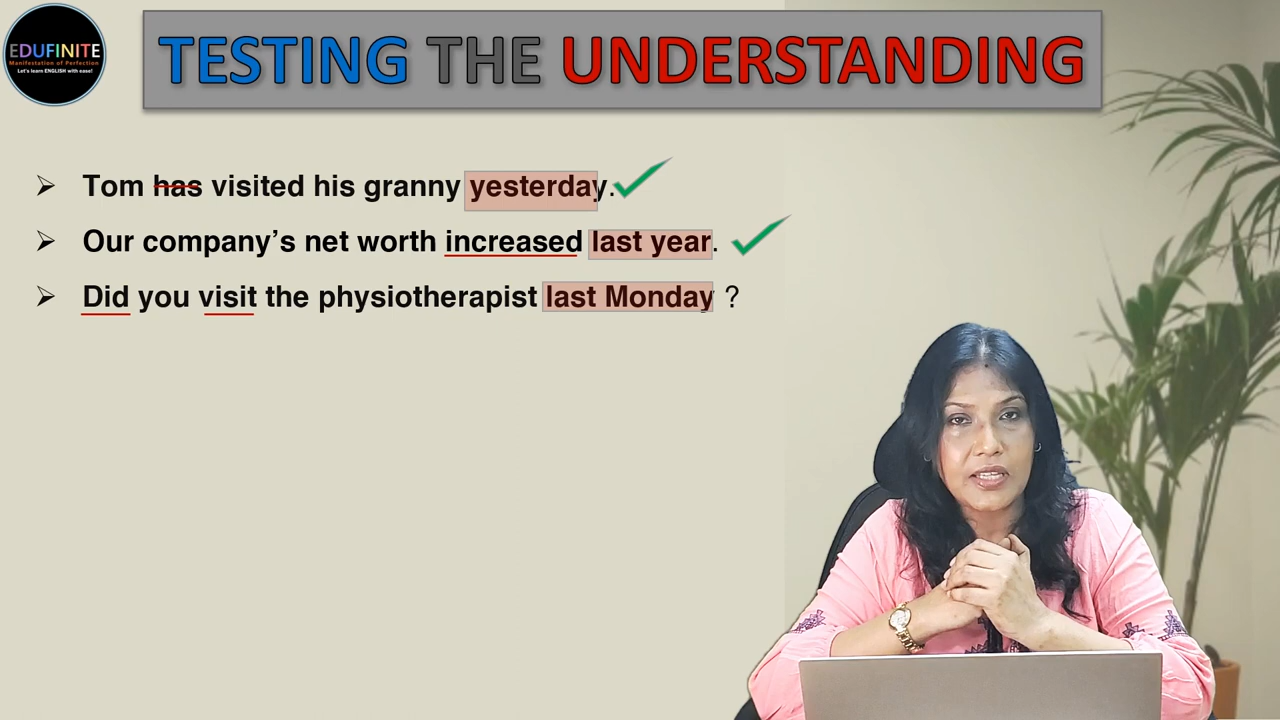 EDUFINITE
Manifestation of Perfection
Let's learn ENGLISH with ease!
TESTING THE UNDERSTANDING
Tom has visited his granny yesterday.
Our company’s net worth increased last year.
Did you visit the physiotherapist last Monday ?